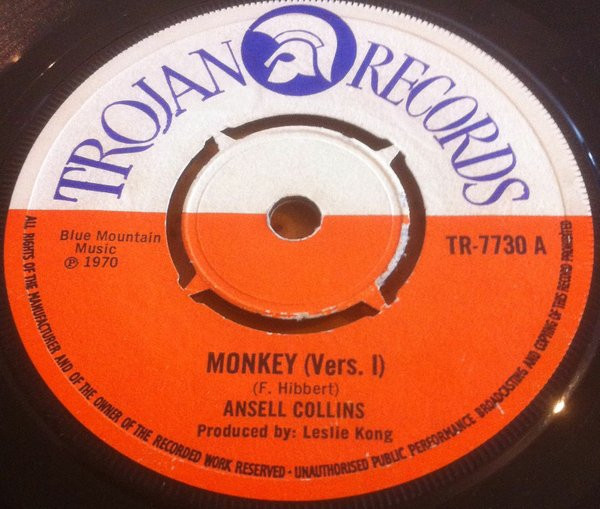 TROJAN RECORDS
Blue Mountain
Music
℗ 1970
TR-7730 A
MONKEY (Vers. I)
(F. Hibbert)
ANSELL COLLINS
Produced by: Leslie Kong
ALL RIGHTS OF THE MANUFACTURER AND OF THE OWNER OF THE RECORDED WORK RESERVED · UNAUTHORISED PUBLIC PERFORMANCE BROADCASTING AND COPYING OF THIS RECORD PROHIBITED